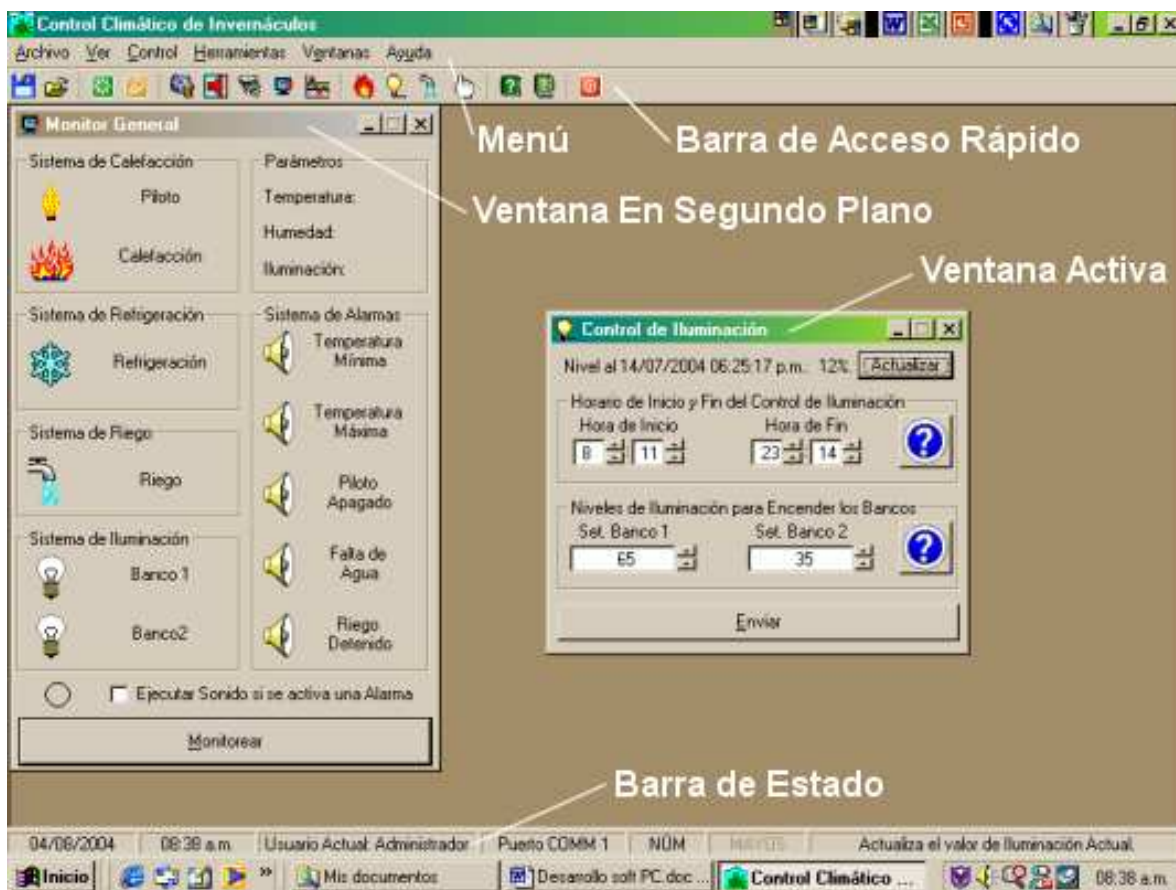 Control Climático de Invernáculos
Archivo Ver Control Herramientas Ventanas Ayuda
Menú
Barra de Acceso Rápido
Monitor General
Ventana En Segundo Plano
Ventana Activa
Sistema de Calefacción
Piloto
Calefacción
Parámetros
Temperatura:
Humedad:
Iluminación:
Sistema de Refrigeración
Refrigeración
Sistema de Riego
Riego
Sistema de Iluminación
Banco 1
Banco2
Sistema de Alarmas
Temperatura
Mínima
Temperatura
Máxima
Piloto
Apagado
Falta de
Agua
Riego
Detenido
Ejecutar Sonido si se activa una Alarma
Monitorear
Control de Iluminación
Nivel al 14/07/2004 06:25:17 p.m.: 12% Actualizar
Horario de Inicio y Fin del Control de Iluminación
Hora de Inicio Hora de Fin
8 11 23 14
Niveles de Iluminación para Encender los Bancos
Set. Banco 1 Set. Banco 2
65 35
Enviar
Barra de Estado
04/08/2004 08:38 a.m. Usuario Actual: Administrador Puerto COMM 1 NÚM MAYÚS Actualiza el valor de Iluminación Actual.
Inicio » Mis documentos Desarrollo soft PC.doc ... Control Climático ... 08:38 a.m.